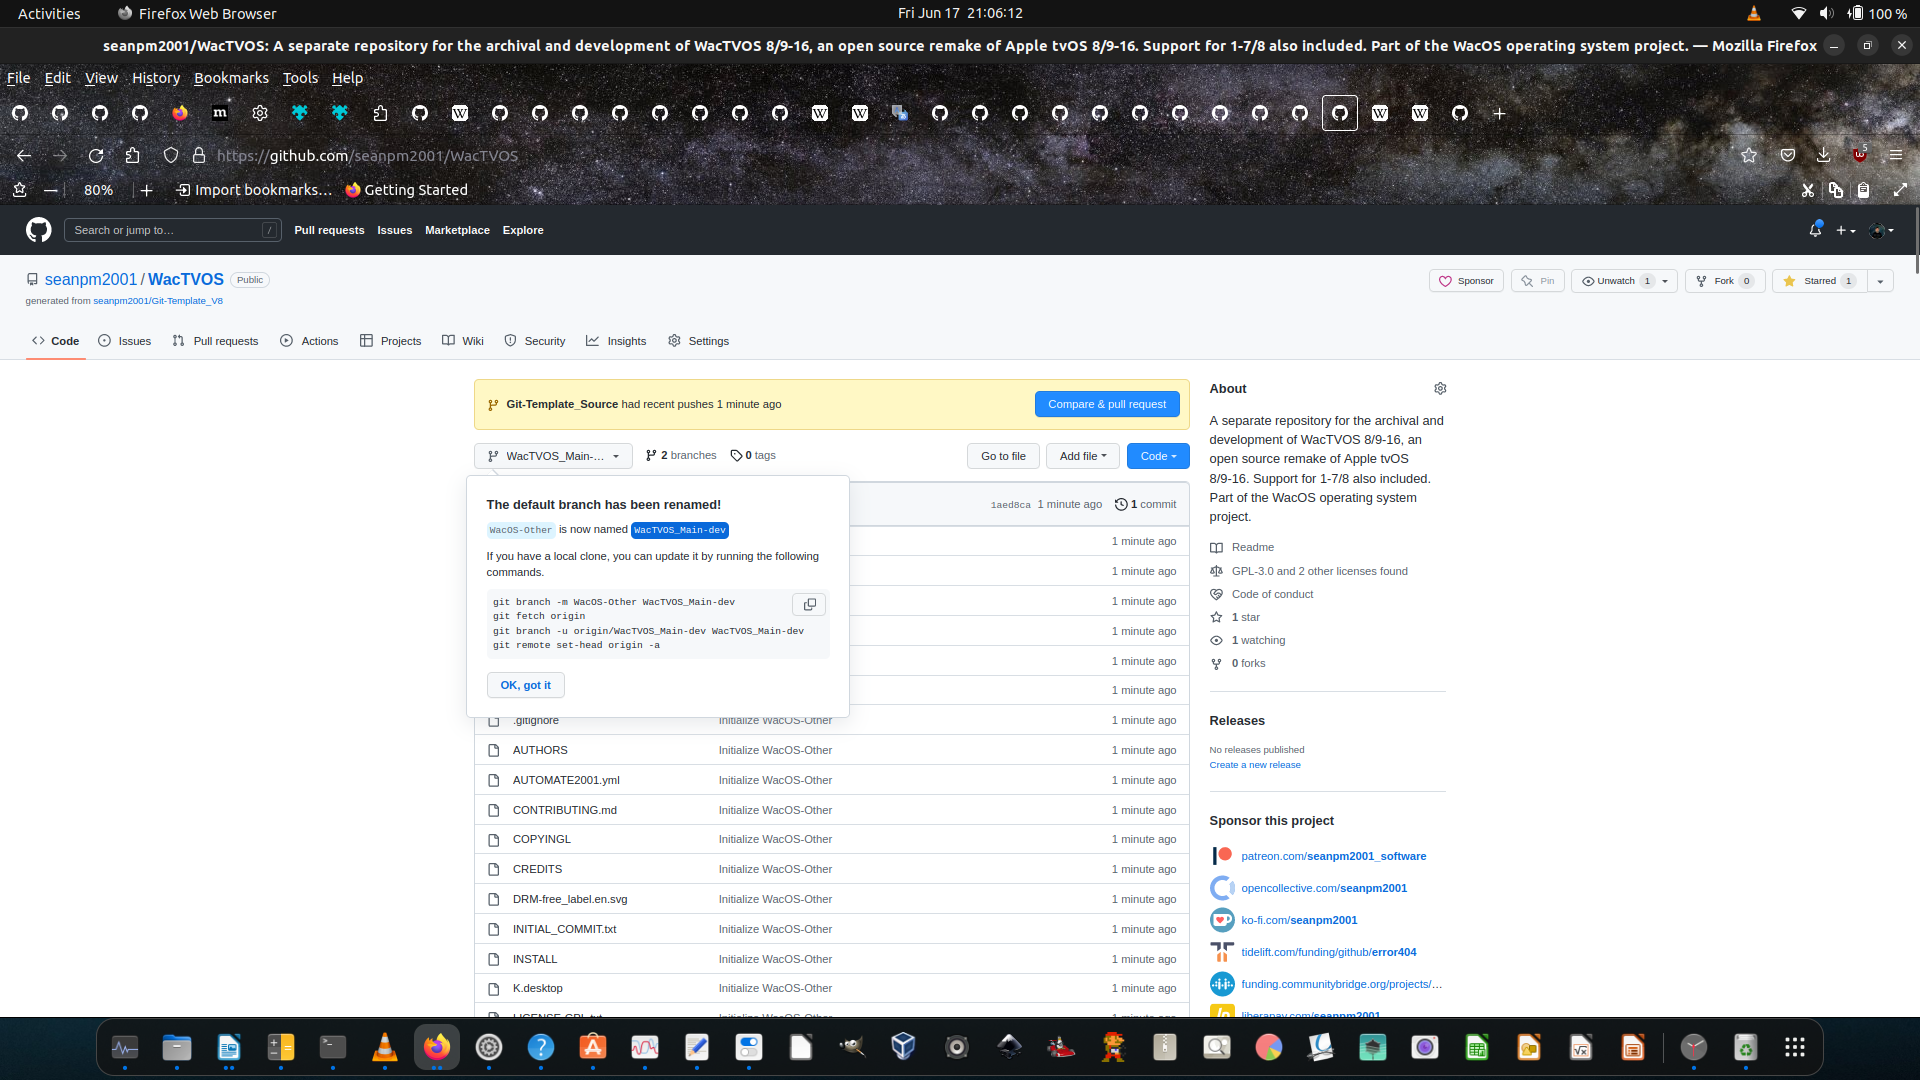 Activities
Firefox Web Browser
Fri Jun 17 21:06:12
100 %
seanpm2001/WacTVOS: A separate repository for the archival and development of WacTVOS 8/9-16, an open source remake of Apple tvOS 8/9-16. Support for 1-7/8 also included. Part of the WacOS operating system project. — Mozilla Firefox
File Edit View History Bookmarks Tools Help
https://github.com/seanpm2001/WacTVOS
5
80%
Import bookmarks…
Getting Started
Search or jump to…
/
Pull requests
Issues
Marketplace
Explore
seanpm2001 / WacTVOS
Public
Sponsor
Pin
Unwatch 1
Fork 0
Starred 1
generated from seanpm2001/Git-Template_V8
Code
Issues
Pull requests
Actions
Projects
Wiki
Security
Insights
Settings
Git-Template_Source had recent pushes 1 minute ago
Compare & pull request
WacTVOS_Main-...
2 branches
0 tags
Go to file
Add file
Code
The default branch has been renamed!
WacOS-Other is now named WacTVOS_Main-dev
If you have a local clone, you can update it by running the following
commands.
git branch -m WacOS-Other WacTVOS_Main-dev
git fetch origin
git branch -u origin/WacTVOS_Main-dev WacTVOS_Main-dev
git remote set-head origin -a
OK, got it
1aed8ca 1 minute ago
1 commit
1 minute ago
1 minute ago
1 minute ago
1 minute ago
1 minute ago
1 minute ago
.gitignore Initialize WacOS-Other 1 minute ago
AUTHORS Initialize WacOS-Other 1 minute ago
AUTOMATE2001.yml Initialize WacOS-Other 1 minute ago
CONTRIBUTING.md Initialize WacOS-Other 1 minute ago
COPYINGL Initialize WacOS-Other 1 minute ago
CREDITS Initialize WacOS-Other 1 minute ago
DRM-free_label.en.svg Initialize WacOS-Other 1 minute ago
INITIAL_COMMIT.txt Initialize WacOS-Other 1 minute ago
INSTALL Initialize WacOS-Other 1 minute ago
K.desktop Initialize WacOS-Other 1 minute ago
LICENSE-GPL.txt Initialize WacOS-Other 1 minute ago
About
A separate repository for the archival and
development of WacTVOS 8/9-16, an
open source remake of Apple tvOS
8/9-16. Support for 1-7/8 also included.
Part of the WacOS operating system
project.
Readme
GPL-3.0 and 2 other licenses found
Code of conduct
1 star
1 watching
0 forks
Releases
No releases published
Create a new release
Sponsor this project
patreon.com/seanpm2001_software
opencollective.com/seanpm2001
ko-fi.com/seanpm2001
tidelift.com/funding/github/error404
funding.communitybridge.org/projects/…
liberapay.com/seanpm2001